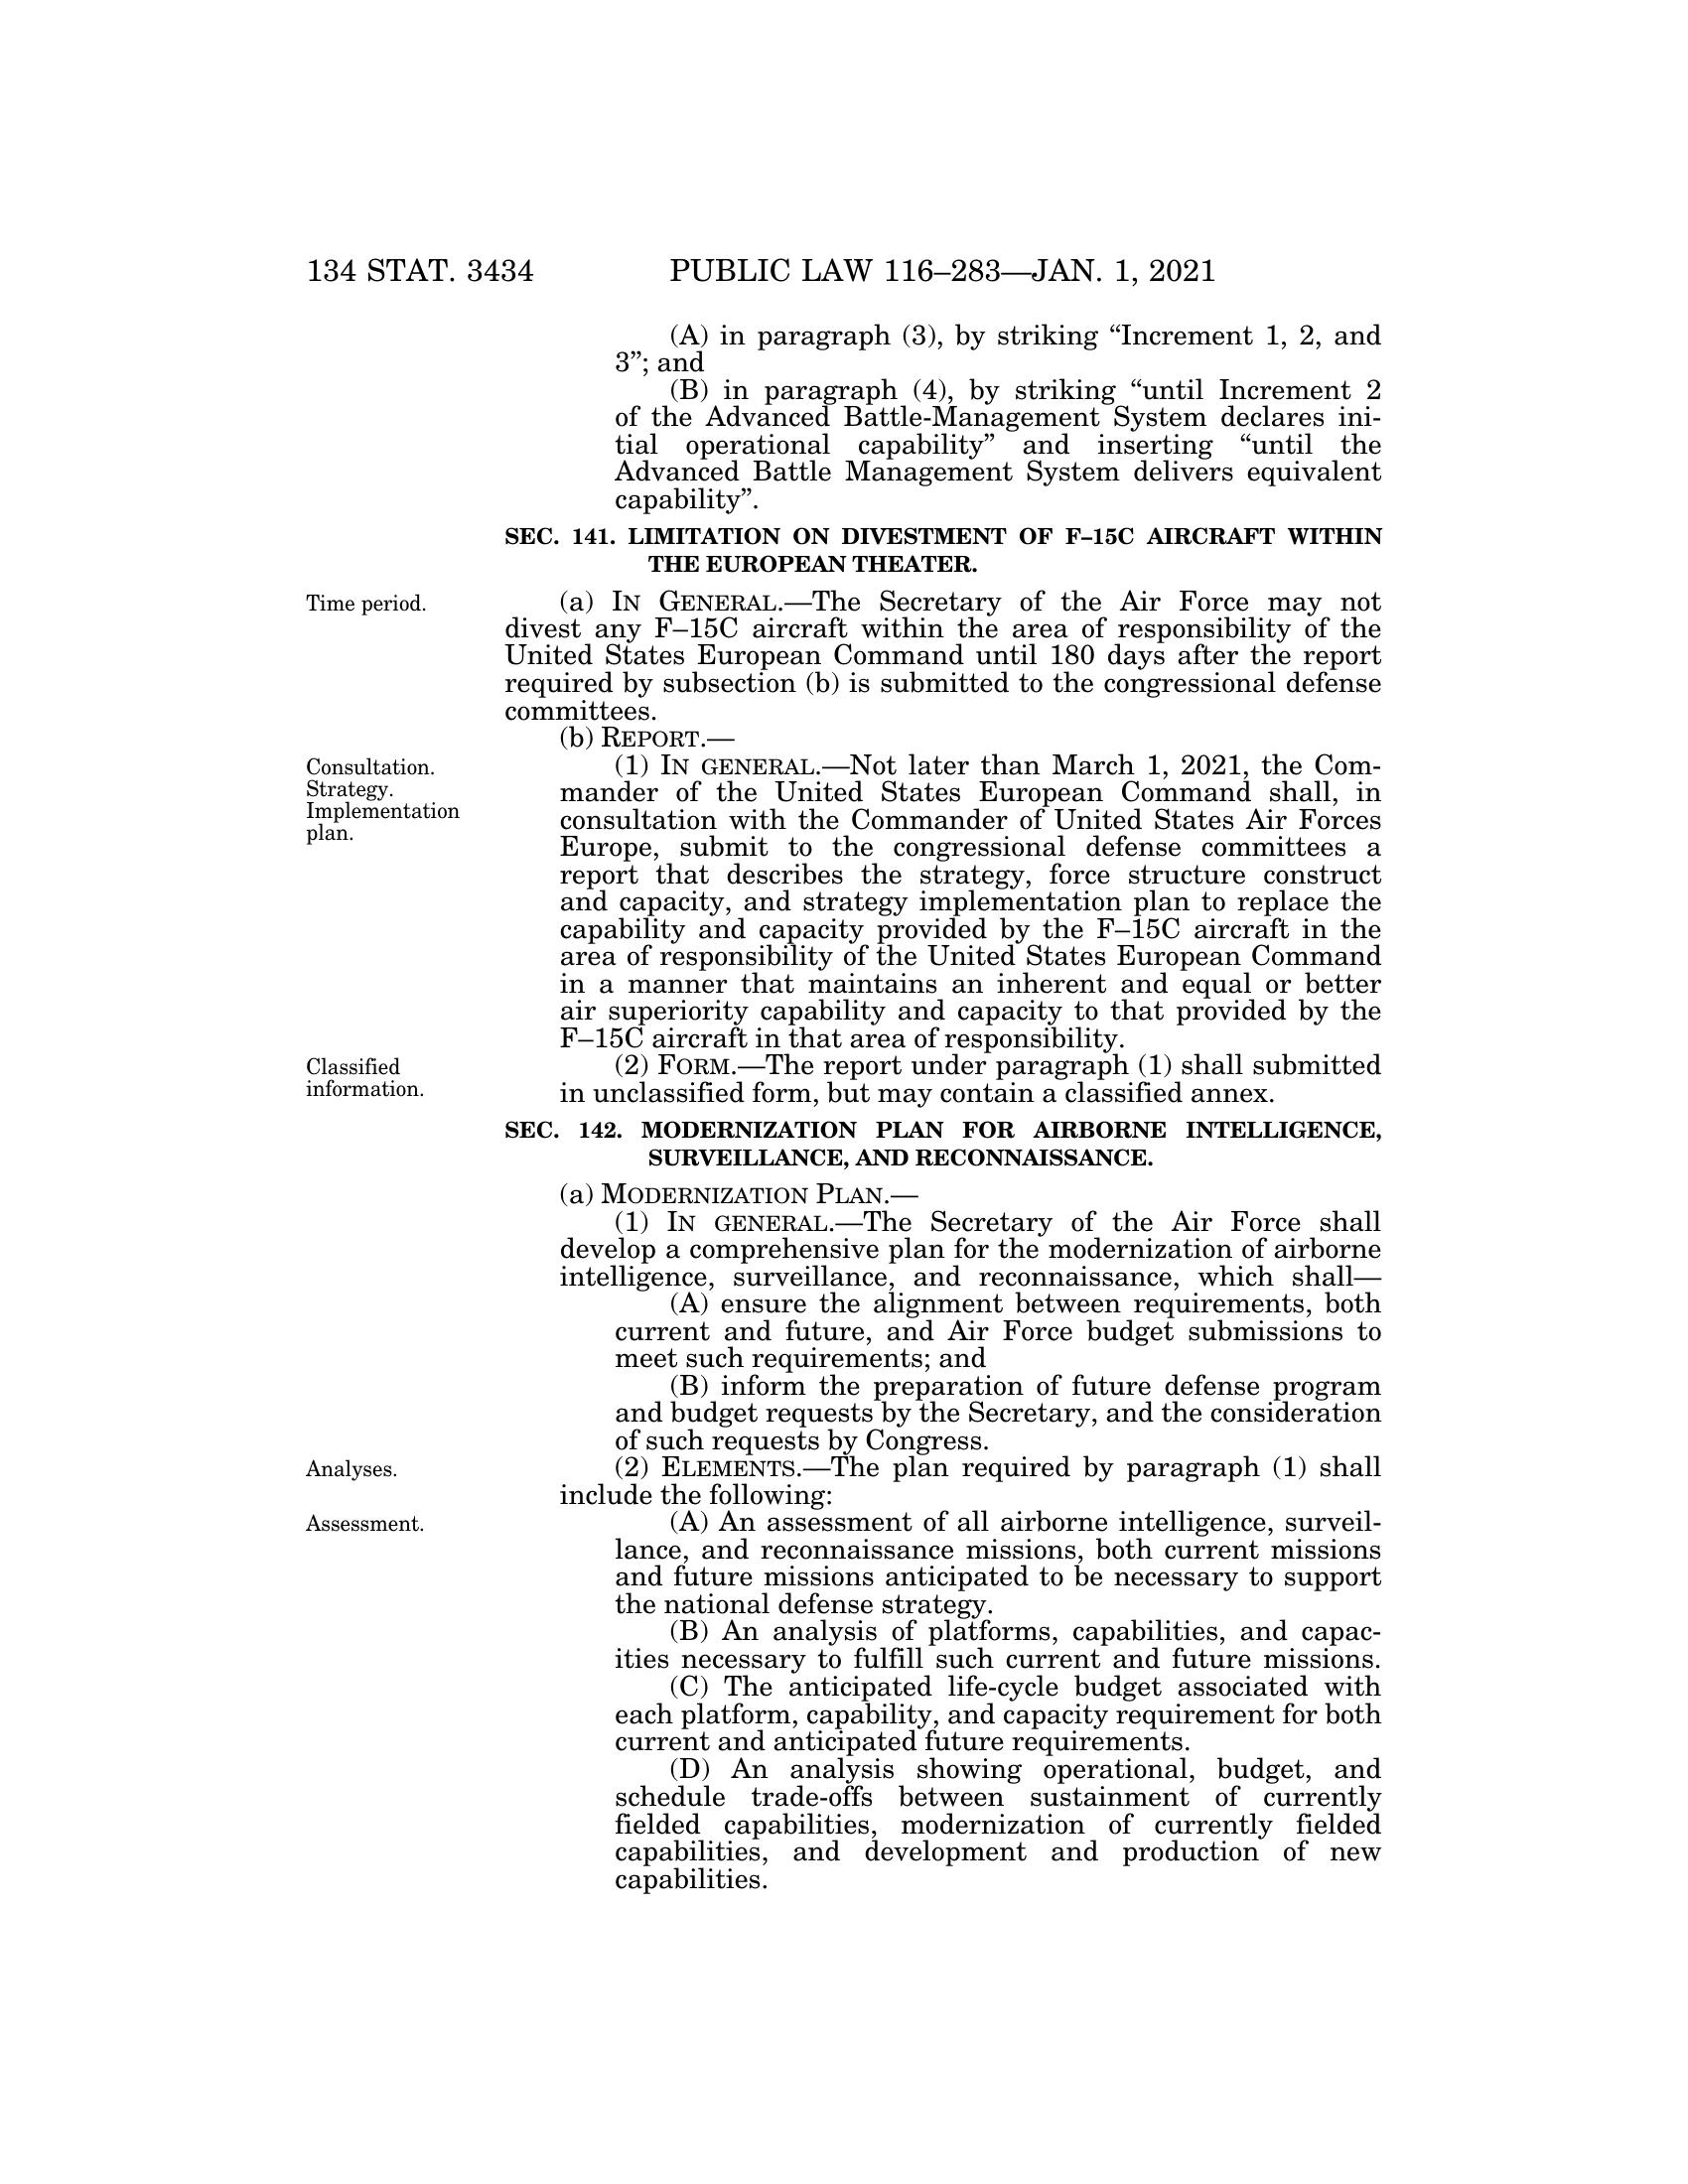 134 STAT. 3434 PUBLIC LAW 116–283—JAN. 1, 2021
(A) in paragraph (3), by striking “Increment 1, 2, and
3”; and
(B) in paragraph (4), by striking “until Increment 2
of the Advanced Battle-Management System declares ini-
tial operational capability” and inserting “until the
Advanced Battle Management System delivers equivalent
capability”.
SEC. 141. LIMITATION ON DIVESTMENT OF F–15C AIRCRAFT WITHIN
THE EUROPEAN THEATER.
Time period.
(a) IN GENERAL.—The Secretary of the Air Force may not
divest any F–15C aircraft within the area of responsibility of the
United States European Command until 180 days after the report
required by subsection (b) is submitted to the congressional defense
committees.
(b) REPORT.—
Consultation.
Strategy.
Implementation
plan.
(1) IN GENERAL.—Not later than March 1, 2021, the Com-
mander of the United States European Command shall, in
consultation with the Commander of United States Air Forces
Europe, submit to the congressional defense committees a
report that describes the strategy, force structure construct
and capacity, and strategy implementation plan to replace the
capability and capacity provided by the F–15C aircraft in the
area of responsibility of the United States European Command
in a manner that maintains an inherent and equal or better
air superiority capability and capacity to that provided by the
F–15C aircraft in that area of responsibility.
Classified
information.
(2) FORM.—The report under paragraph (1) shall submitted
in unclassified form, but may contain a classified annex.
SEC. 142. MODERNIZATION PLAN FOR AIRBORNE INTELLIGENCE,
SURVEILLANCE, AND RECONNAISSANCE.
(a) MODERNIZATION PLAN.—
(1) IN GENERAL.—The Secretary of the Air Force shall
develop a comprehensive plan for the modernization of airborne
intelligence, surveillance, and reconnaissance, which shall—
(A) ensure the alignment between requirements, both
current and future, and Air Force budget submissions to
meet such requirements; and
(B) inform the preparation of future defense program
and budget requests by the Secretary, and the consideration
of such requests by Congress.
Analyses.
(2) ELEMENTS.—The plan required by paragraph (1) shall
include the following:
Assessment.
(A) An assessment of all airborne intelligence, surveil-
lance, and reconnaissance missions, both current missions
and future missions anticipated to be necessary to support
the national defense strategy.
(B) An analysis of platforms, capabilities, and capac-
ities necessary to fulfill such current and future missions.
(C) The anticipated life-cycle budget associated with
each platform, capability, and capacity requirement for both
current and anticipated future requirements.
(D) An analysis showing operational, budget, and
schedule trade-offs between sustainment of currently
fielded capabilities, modernization of currently fielded
capabilities, and development and production of new
capabilities.